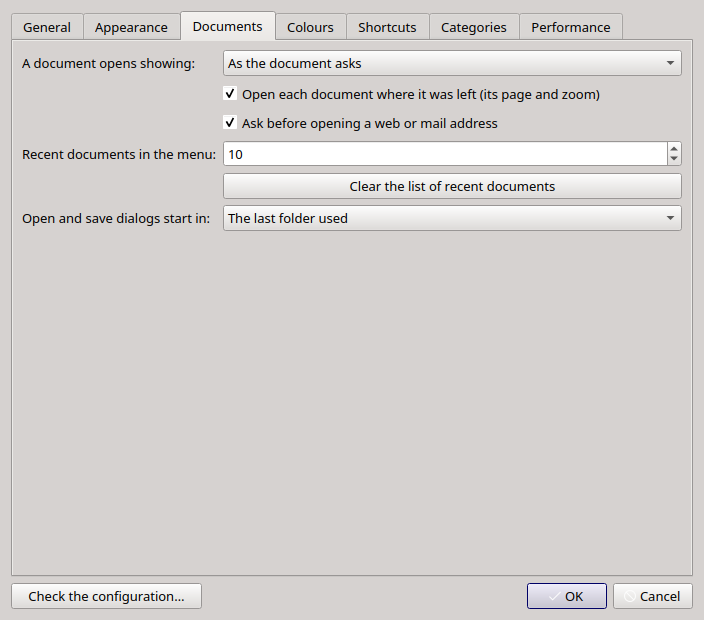 General Appearance Documents Colours Shortcuts Categories Performance
A document opens showing: As the document asks
Open each document where it was left (its page and zoom)
Ask before opening a web or mail address
Recent documents in the menu: 10
Clear the list of recent documents
Open and save dialogs start in: The last folder used
Check the configuration... OK Cancel